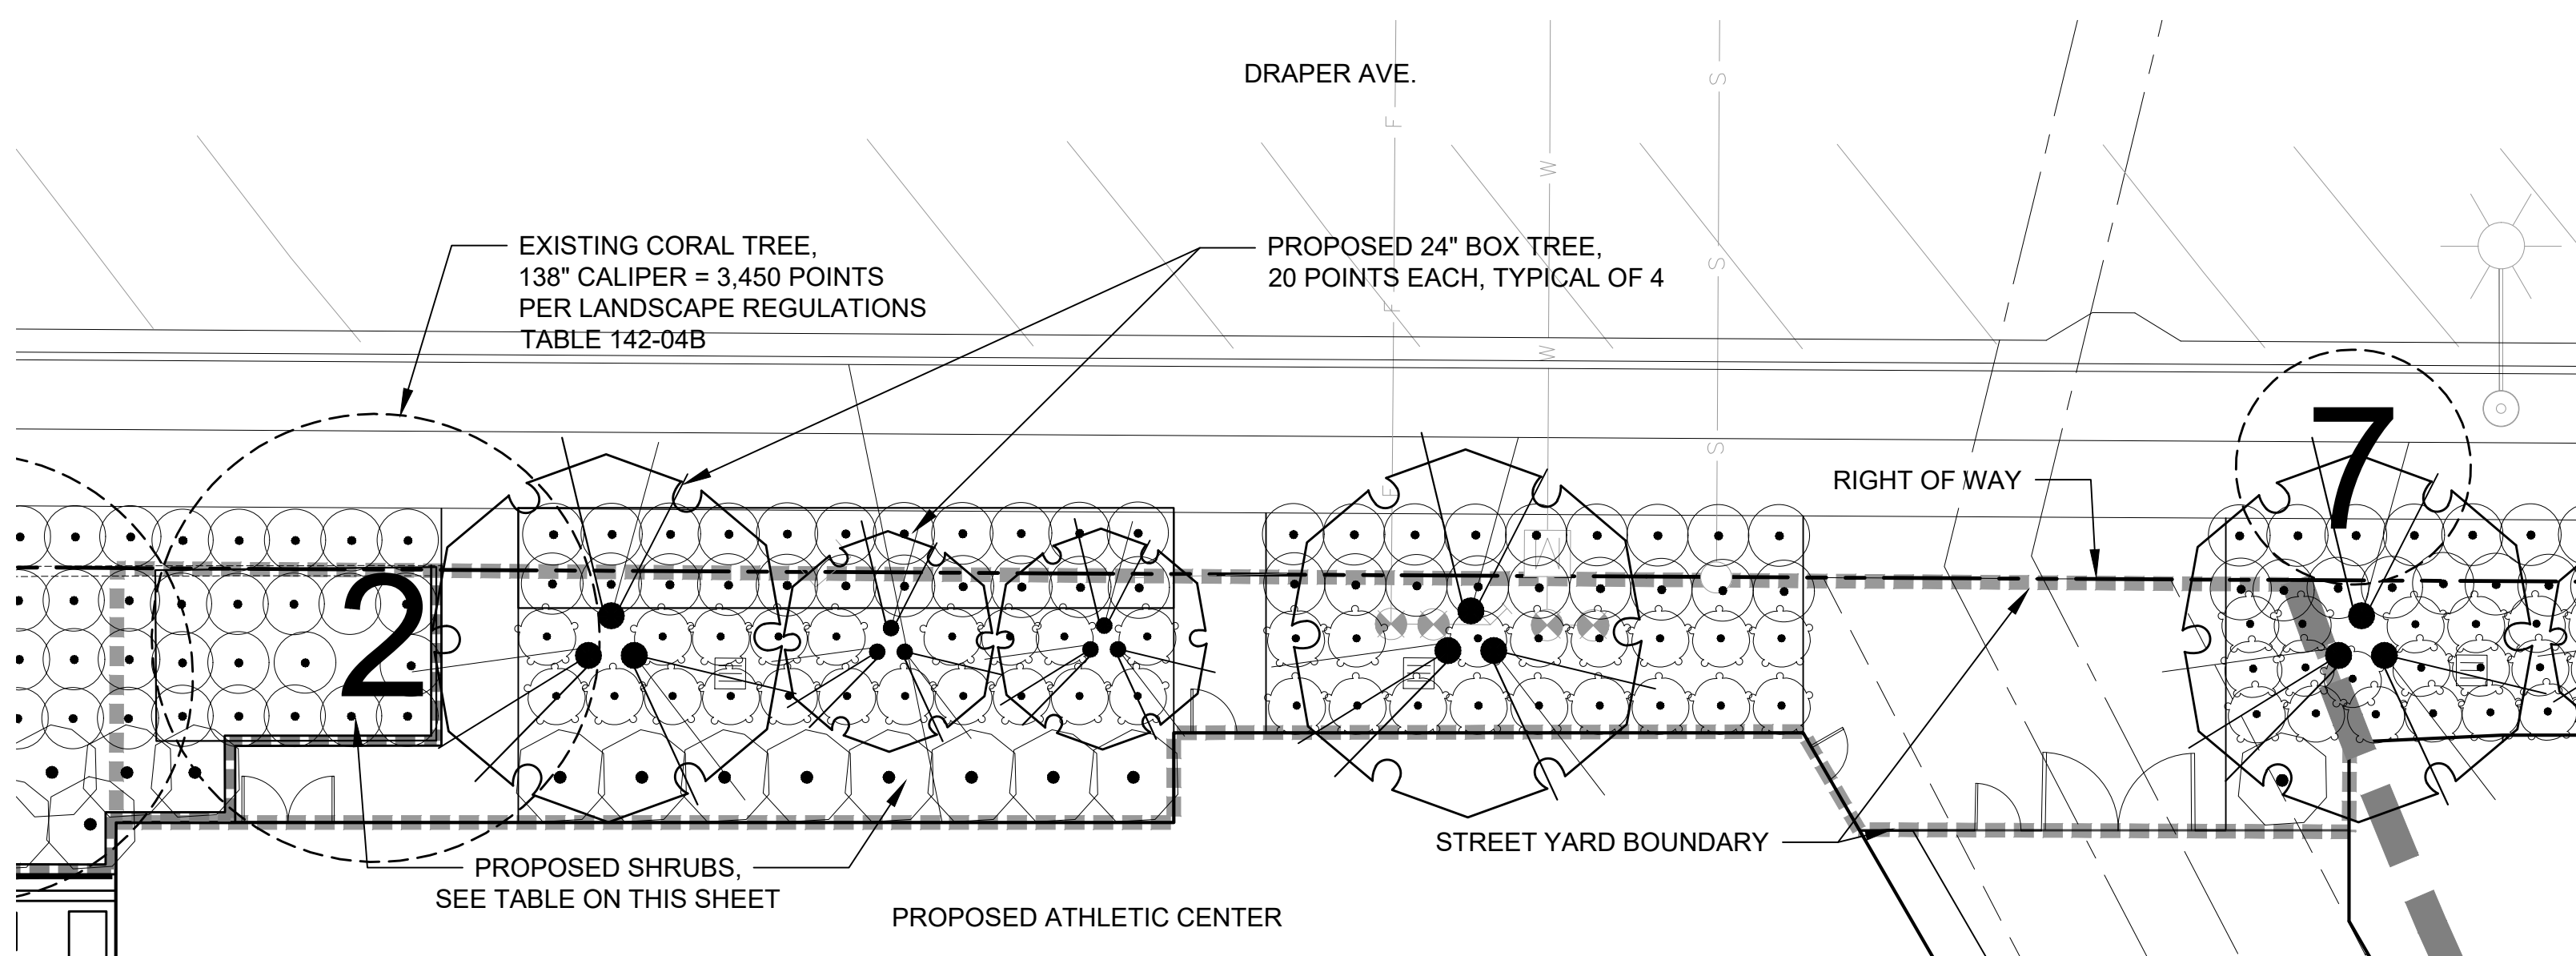 DRAPER AVE.
F
W
S
EXISTING CORAL TREE,
138" CALIPER = 3,450 POINTS
PER LANDSCAPE REGULATIONS
TABLE 142-04B
PROPOSED 24" BOX TREE,
20 POINTS EACH, TYPICAL OF 4
S
F
W
S
F
7
RIGHT OF WAY
2
STREET YARD BOUNDARY
PROPOSED SHRUBS,
SEE TABLE ON THIS SHEET
PROPOSED ATHLETIC CENTER